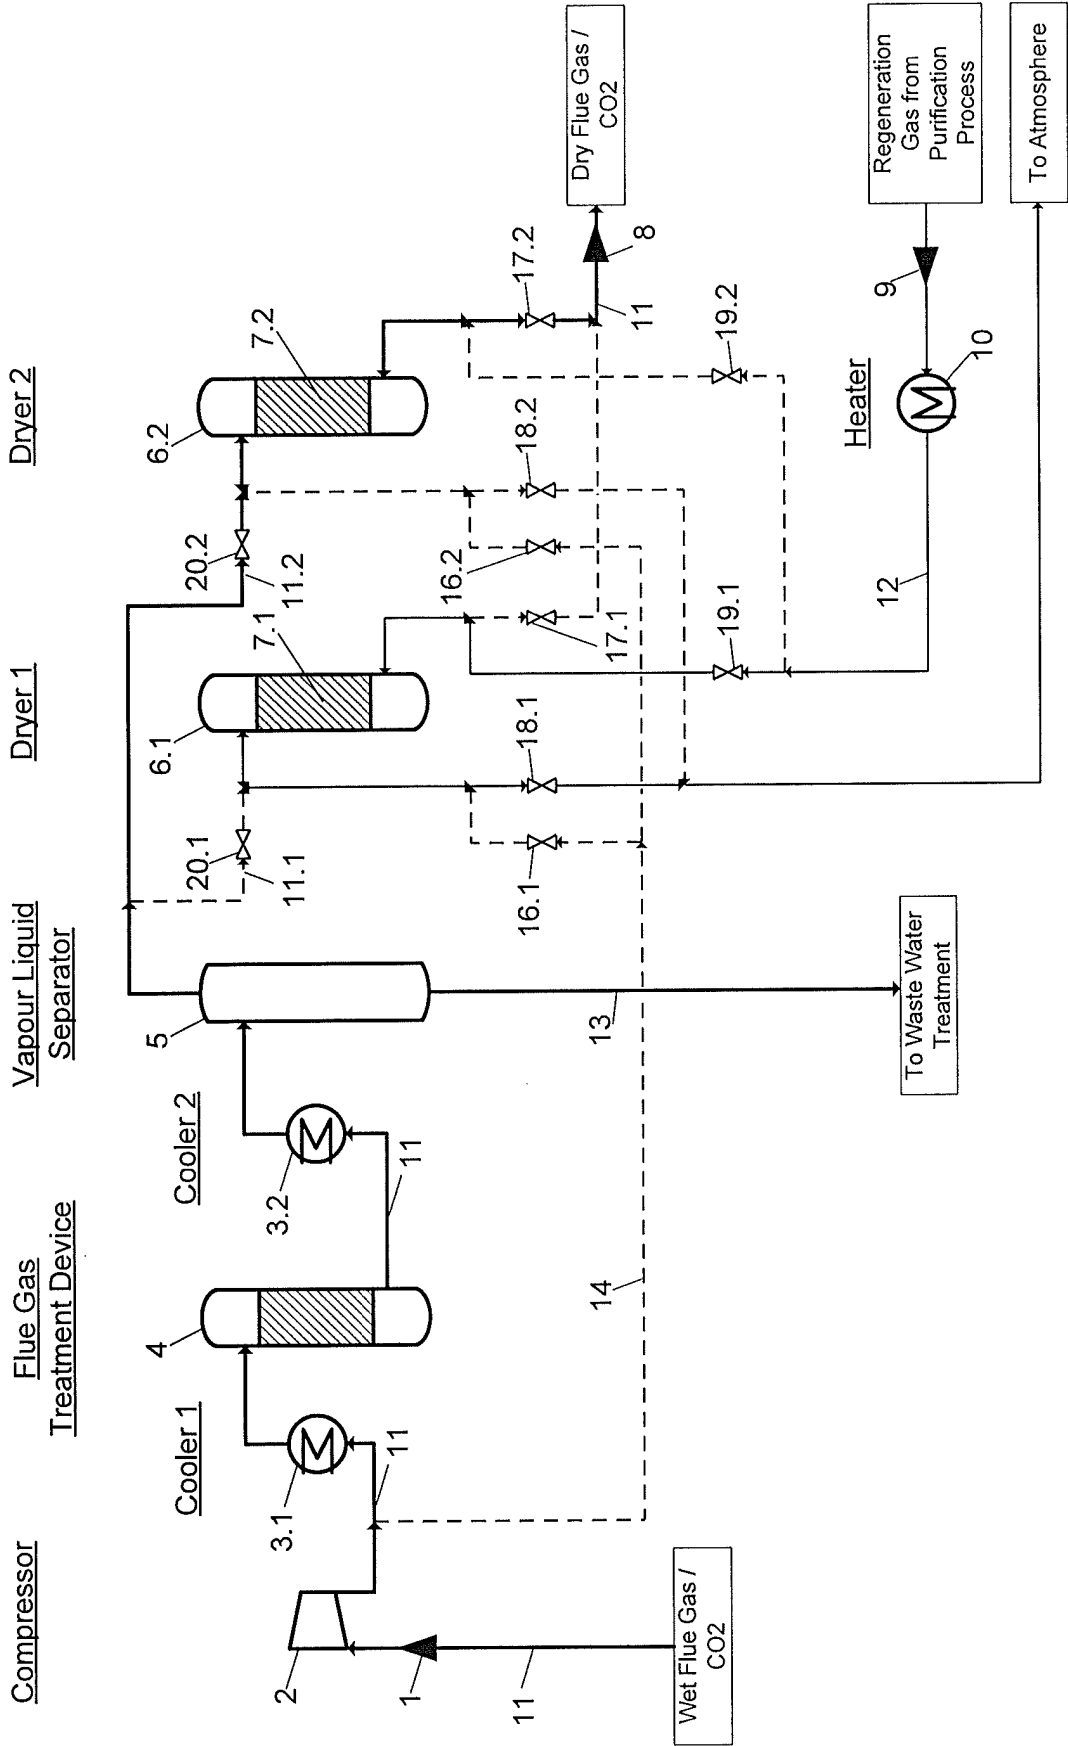 Compressor
Cooler 1
Flue Gas
Treatment Device
Cooler 2
Vapour Liquid
Separator
Dryer 1
Dryer 2
2
3.1
4
3.2
5
6.1
7.1
6.2
7.2
20.1
11.1
20.2
11.2
1
11
11
11
14
13
16.1
18.1
17.1
16.2
18.2
17.2
11
8
19.1
19.2
12
Heater
10
9
Wet Flue Gas /
CO2
To Waste Water
Treatment
Dry Flue Gas /
CO2
Regeneration
Gas from
Purification
Process
To Atmosphere